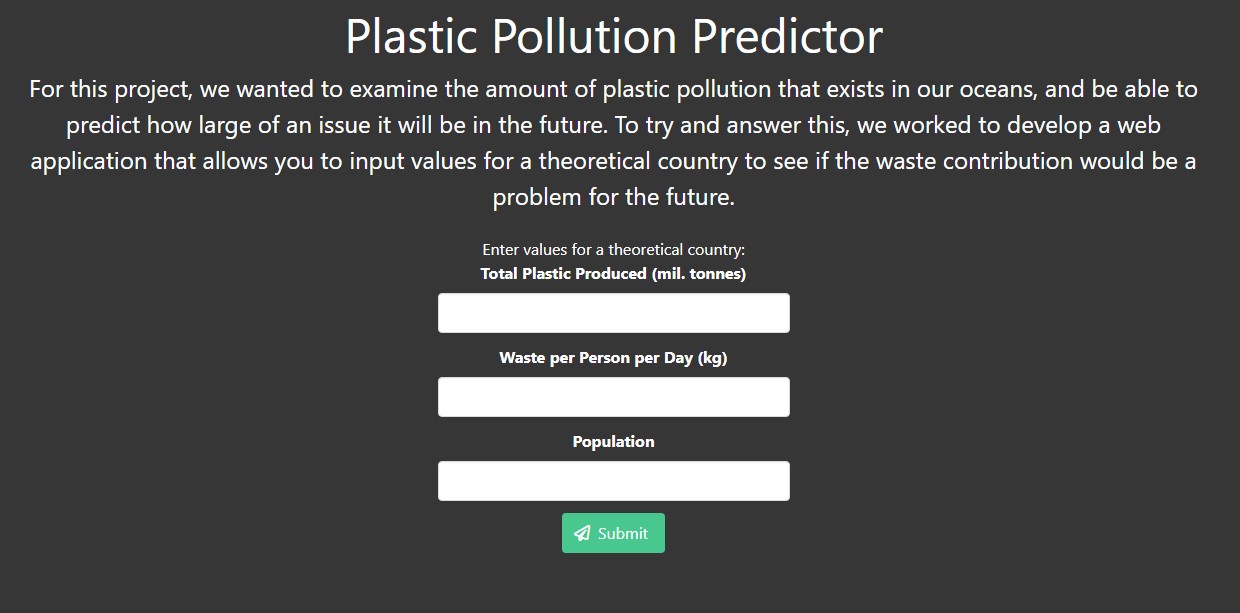 Plastic Pollution Predictor
For this project, we wanted to examine the amount of plastic pollution that exists in our oceans, and be able to
predict how large of an issue it will be in the future. To try and answer this, we worked to develop a web
application that allows you to input values for a theoretical country to see if the waste contribution would be a
problem for the future.
Enter values for a theoretical country:
Total Plastic Produced (mil. tonnes)
Waste per Person per Day (kg)
Population
Submit